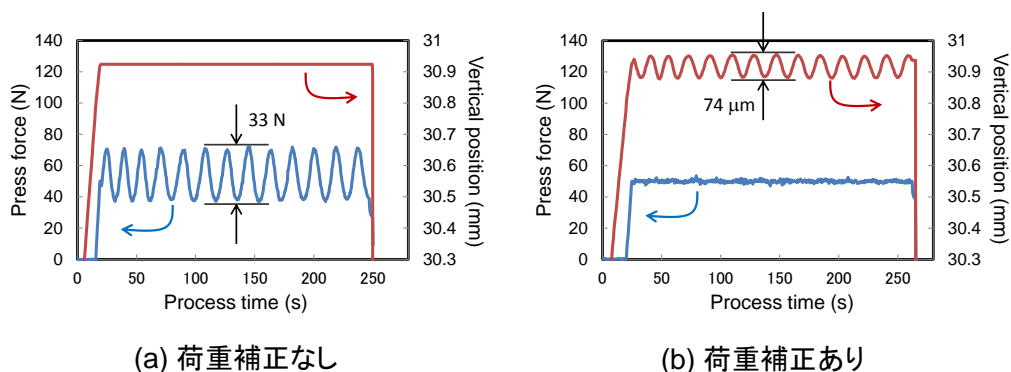 140
120
100
80
60
40
20
0
Press force (N)
0 50 100 150 200 250
Process time (s)
31
30.9
30.8
30.7
30.6
30.5
30.4
30.3
Vertical position (mm)
33 N
(a) 荷重補正なし
140
120
100
80
60
40
20
0
Press force (N)
0 50 100 150 200 250
Process time (s)
31
30.9
30.8
30.7
30.6
30.5
30.4
30.3
Vertical position (mm)
74 μm
(b) 荷重補正あり